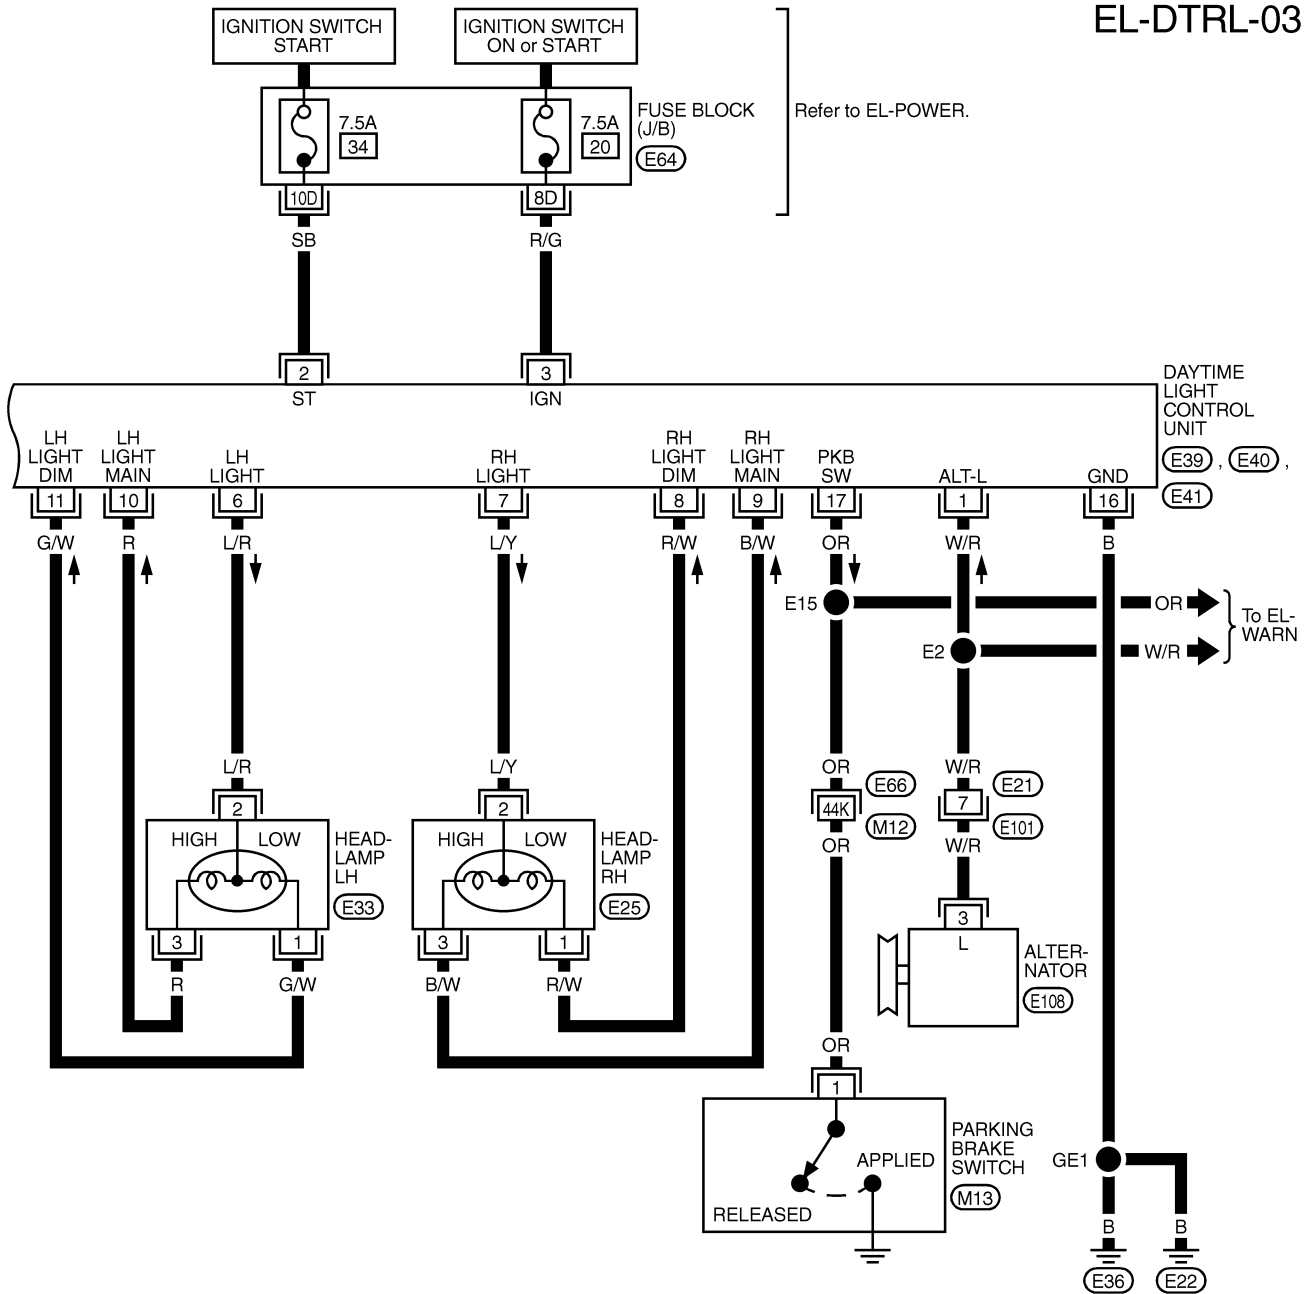 EL-DTRL-03
IGNITION SWITCH
START
IGNITION SWITCH
ON or START
7.5A
34
7.5A
20
FUSE BLOCK
(J/B)
E64
Refer to EL-POWER.
10D
8D
SB
R/G
2
3
ST
IGN
DAYTIME
LIGHT
CONTROL
UNIT
E39 , E40 ,
E41
LH
LIGHT
DIM
LH
LIGHT
MAIN
LH
LIGHT
RH
LIGHT
RH
LIGHT
DIM
RH
LIGHT
MAIN
PKB
SW
ALT-L
GND
11
10
6
7
8
9
17
1
16
G/W
R
L/R
L/Y
R/W
B/W
OR
W/R
B
E15
OR
E2
W/R
To EL-
WARN
L/R
L/Y
OR
W/R
2
2
44K
7
E66
M12
E21
E101
OR
W/R
HIGH
LOW
HEAD-
LAMP
LH
E33
HIGH
LOW
HEAD-
LAMP
RH
E25
3
L
ALTER-
NATOR
E108
3
1
3
1
R
G/W
B/W
R/W
OR
1
PARKING
BRAKE
SWITCH
M13
APPLIED
RELEASED
GE1
B
B
E36
E22